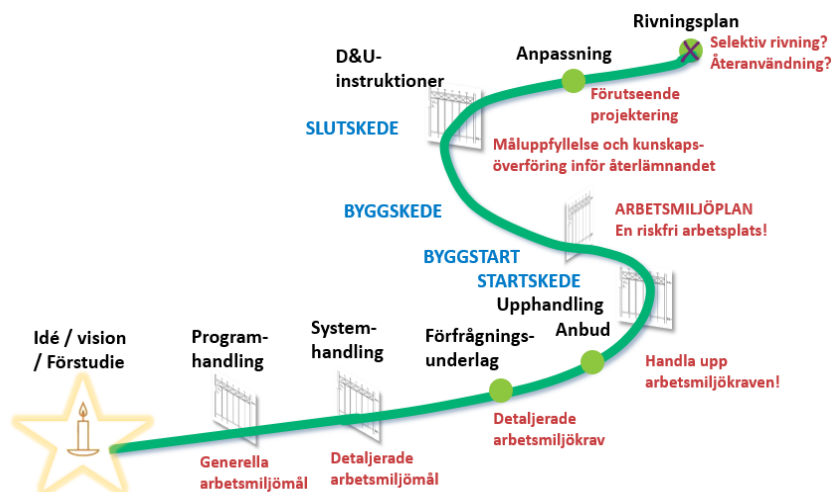 Rivningsplan
Selektiv rivning?
Återanvändning?
Anpassning
Förutseende
projektering
D&U-
instruktioner
SLUTSKEDE
Måluppfyllelse och kunskaps-
överföring inför återlämnandet
BYGGSKEDE
ARBETSMILJÖPLAN
En riskfri arbetsplats!
BYGGSTART
STARTSKEDE
Upphandling
Anbud
Handla upp
arbetsmiljökraven!
Förfrågnings-
underlag
Detaljerade
arbetsmiljökrav
System-
handling
Detaljerade
arbetsmiljömål
Program-
handling
Generella
arbetsmiljömål
Idé / vision
/ Förstudie